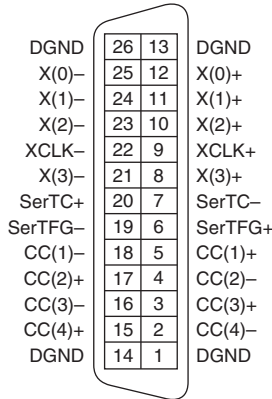 DGND 26 13 DGND
X(0)– 25 12 X(0)+
X(1)– 24 11 X(1)+
X(2)– 23 10 X(2)+
XCLK– 22 9 XCLK+
X(3)– 21 8 X(3)+
SerTC+ 20 7 SerTC–
SerTFG– 19 6 SerTFG+
CC(1)– 18 5 CC(1)+
CC(2)+ 17 4 CC(2)–
CC(3)– 16 3 CC(3)+
CC(4)+ 15 2 CC(4)–
DGND 14 1 DGND